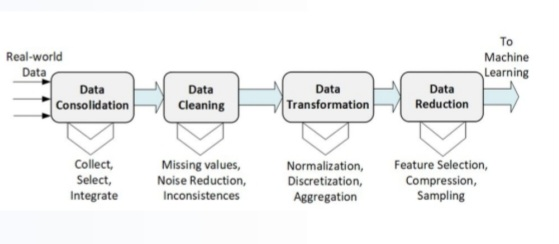 Real-world
Data
Data
Consolidation
Data
Cleaning
Data
Transformation
Data
Reduction
To
Machine
Learning
Collect,
Select,
Integrate
Missing values,
Noise Reduction,
Inconsistences
Normalization,
Discretization,
Aggregation
Feature Selection,
Compression,
Sampling